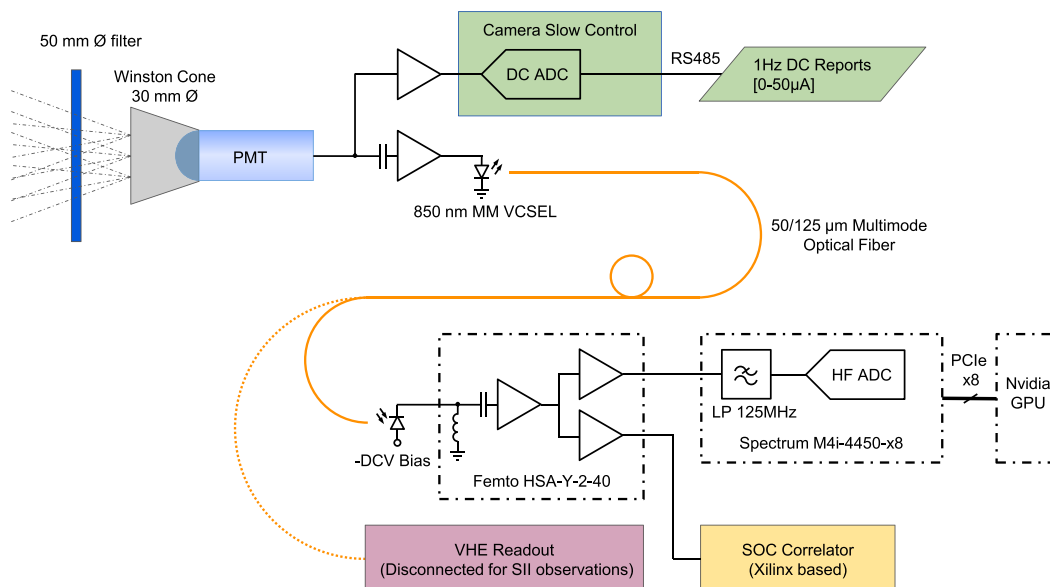 50 mm Ø filter
Winston Cone
30 mm Ø
PMT
Camera Slow Control
DC ADC
RS485
1Hz DC Reports
[0-50µA]
850 nm MM VCSEL
50/125 µm Multimode
Optical Fiber
-DCV Bias
Femto HSA-Y-2-40
LP 125MHz
HF ADC
Spectrum M4i-4450-x8
PCIe
x8
Nvidia
GPU
VHE Readout
(Disconnected for SII observations)
SOC Correlator
(Xilinx based)